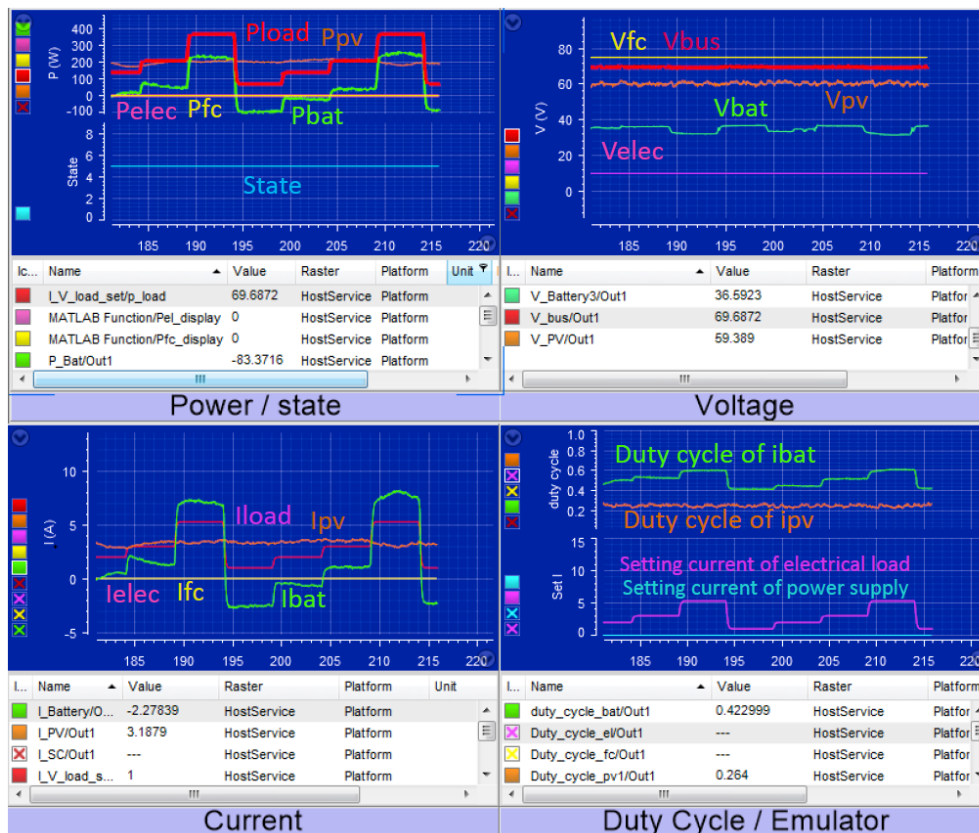 P (W)
400
300
200
100
0
-100
Pload
Ppv
Pelec
Pfc
Pbat
State
8
6
4
2
0
State
185 190 195 200 205 210 215 220
Ic... Name Value Raster Platform Unit
I_V_load_set/p_load 69.6872 HostService Platform
MATLAB Function/Pel_display 0 HostService Platform
MATLAB Function/Pfc_display 0 HostService Platform
P_Bat/Out1 -83.3716 HostService Platform
Power / state
V (V)
80
60
40
20
0
Vfc
Vbus
Vpv
Vbat
Velec
185 190 195 200 205 210 215 220
I... Name Value Raster Platform
V_Battery3/Out1 36.5923 HostService Platfor
V_bus/Out1 69.6872 HostService Platfor
V_PV/Out1 59.389 HostService Platfor
Voltage
I (A)
10
5
0
-5
Iload
Ipv
Ielec
Ifc
Ibat
185 190 195 200 205 210 215 220
I... Name Value Raster Platform Unit
I_Battery/O... -2.27839 HostService Platform
I_PV/Out1 3.1879 HostService Platform
I_SC/Out1 --- HostService Platform
I_V_load_s... 1 HostService Platform
Current
duty cycle
1.0
0.8
0.6
0.4
0.2
Duty cycle of ibat
Duty cycle of ipv
Set I
15
10
5
0
Setting current of electrical load
Setting current of power supply
185 190 195 200 205 210 215 220
I... Name Value Raster Platform
duty_cycle_bat/Out1 0.422999 HostService Platfor
Duty_cycle_el/Out1 --- HostService Platfor
Duty_cycle_fc/Out1 --- HostService Platfor
Duty_cycle_pv1/Out1 0.264 HostService Platfor
Duty Cycle / Emulator